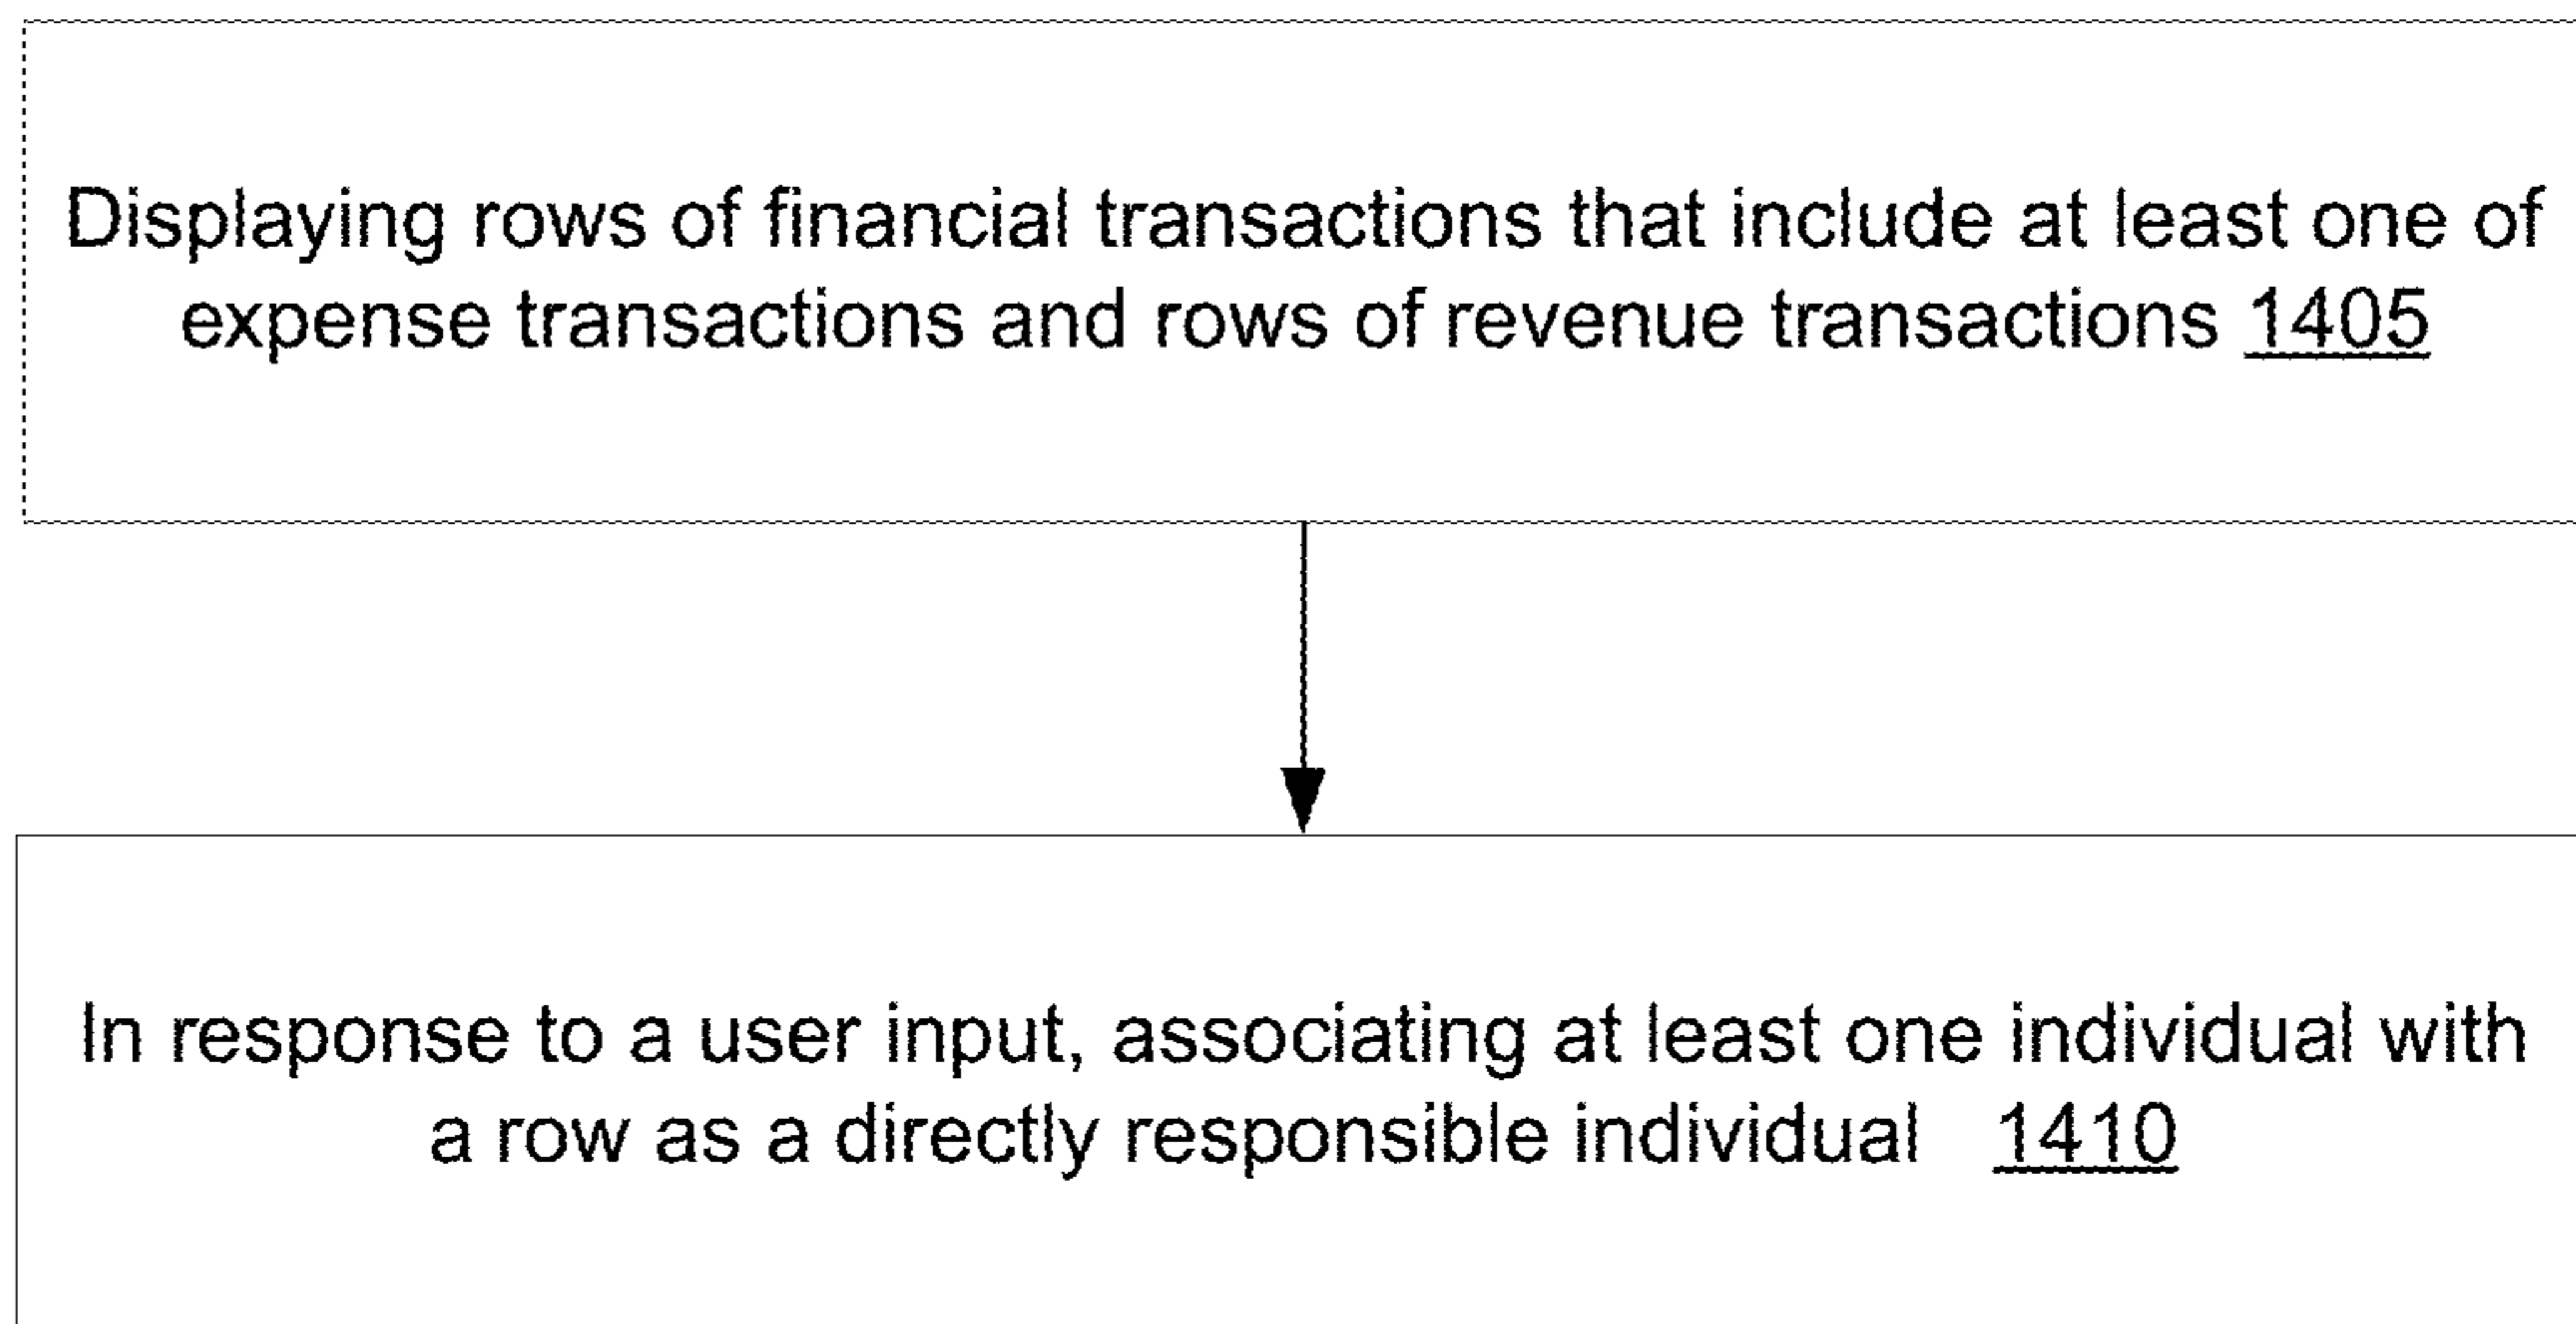 Displaying rows of financial transactions that include at least one of
expense transactions and rows of revenue transactions 1405
In response to a user input, associating at least one individual with
a row as a directly responsible individual 1410